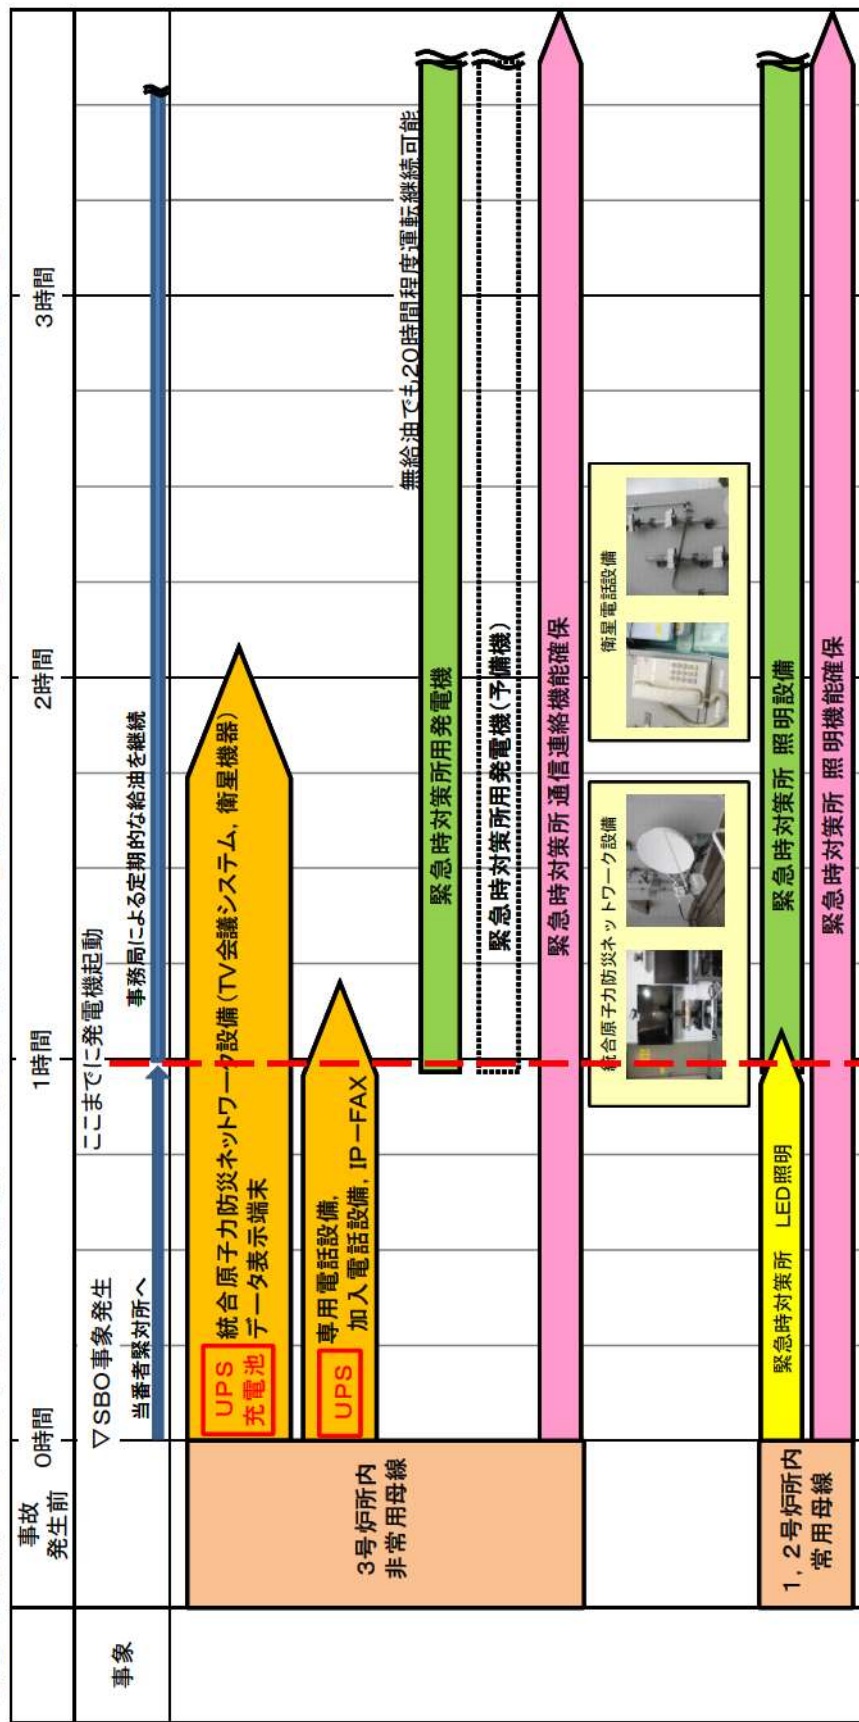 事故
発生前
0時間
1時間
2時間
3時間
事象
▽SBO事象発生
ここまでに発電機起動
当番者緊対所へ
事務局による定期的な給油を継続
3号炉所内
非常用母線
UPS
充電池
統合原子力防災ネットワーク設備(TV会議システム, 衛星機器)
データ表示端末
UPS
専用電話設備,
加入電話設備, IP-FAX
無給油でも20時間程度運転継続可能
緊急時対策所用発電機
緊急時対策所用発電機(予備機)
緊急時対策所 通信連絡機能確保
統合原子力防災ネットワーク設備
衛星電話設備
1, 2号炉所内
常用母線
緊急時対策所 LED照明
緊急時対策所 照明設備
緊急時対策所 照明機能確保